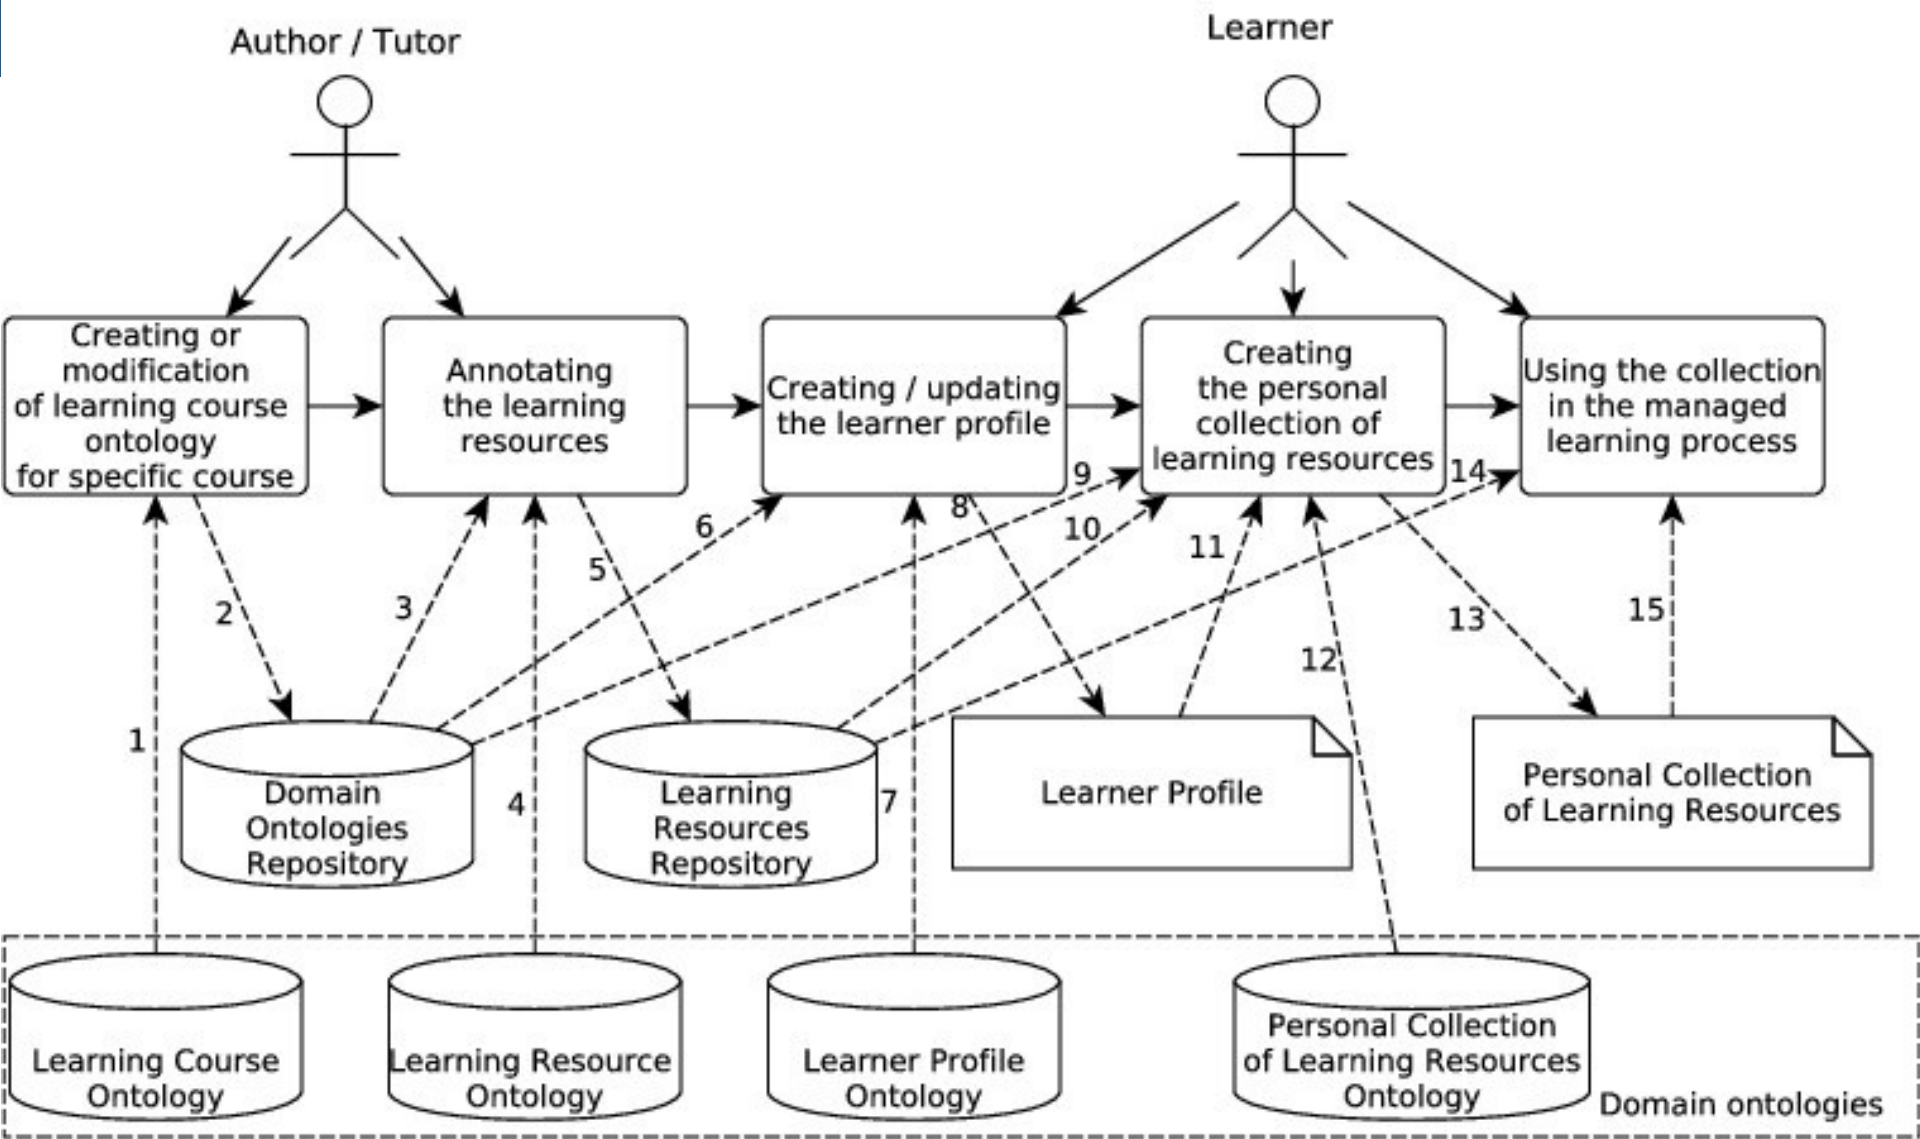 Author / Tutor
Learner
Creating or
modification
of learning course
ontology
for specific course
Annotating
the learning
resources
Creating / updating
the learner profile
Creating
the personal
collection of
learning resources
Using the collection
in the managed
learning process
1
2
3
4
5
6
7
8
9
10
11
12
13
14
15
Domain
Ontologies
Repository
Learning
Resources
Repository
Learner Profile
Personal Collection
of Learning Resources
Learning Course
Ontology
Learning Resource
Ontology
Learner Profile
Ontology
Personal Collection
of Learning Resources
Ontology
Domain ontologies